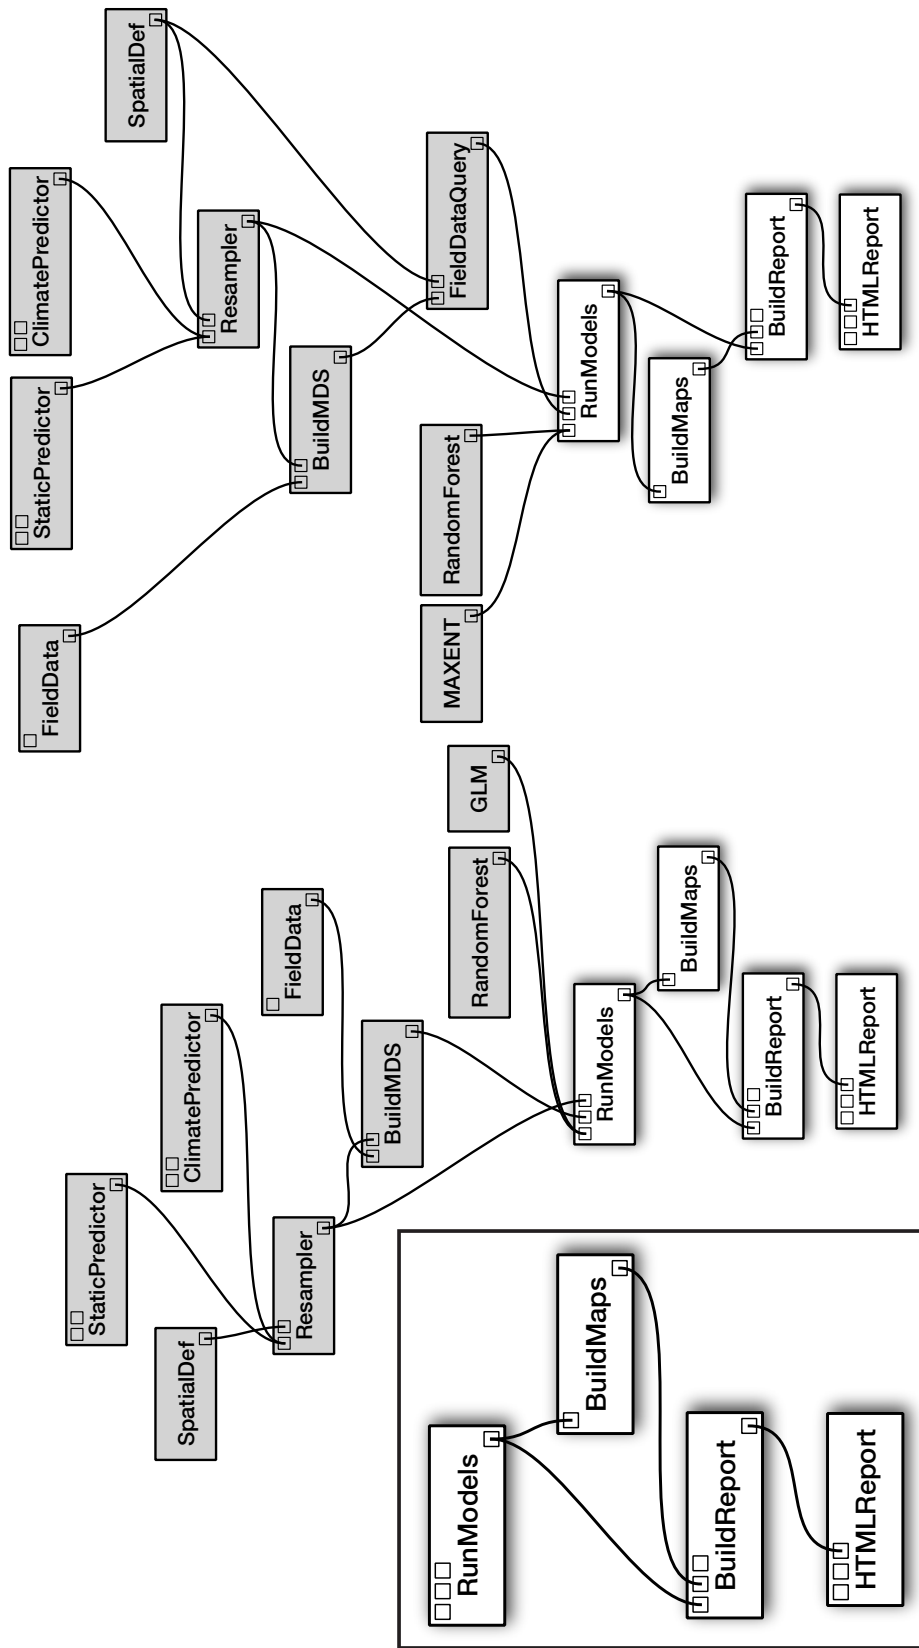 StaticPredictor
ClimatePredictor
SpatialDef
FieldData
Resampler
BuildMDS
RandomForest
GLM
RunModels
BuildMaps
BuildReport
HTMLReport
FieldData
StaticPredictor
ClimatePredictor
SpatialDef
Resampler
BuildMDS
FieldDataQuery
MAXENT
RandomForest
RunModels
BuildMaps
BuildReport
HTMLReport
RunModels
BuildMaps
BuildReport
HTMLReport